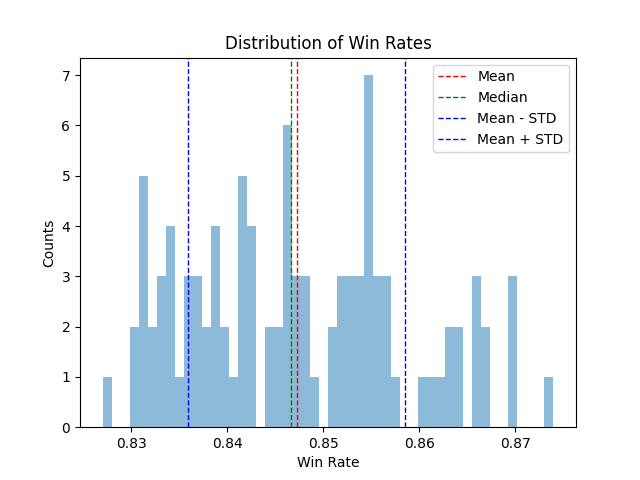 Distribution of Win Rates
Mean
Median
Mean - STD
Mean + STD
7
6
5
4
3
2
1
0
Counts
0.83 0.84 0.85 0.86 0.87
Win Rate